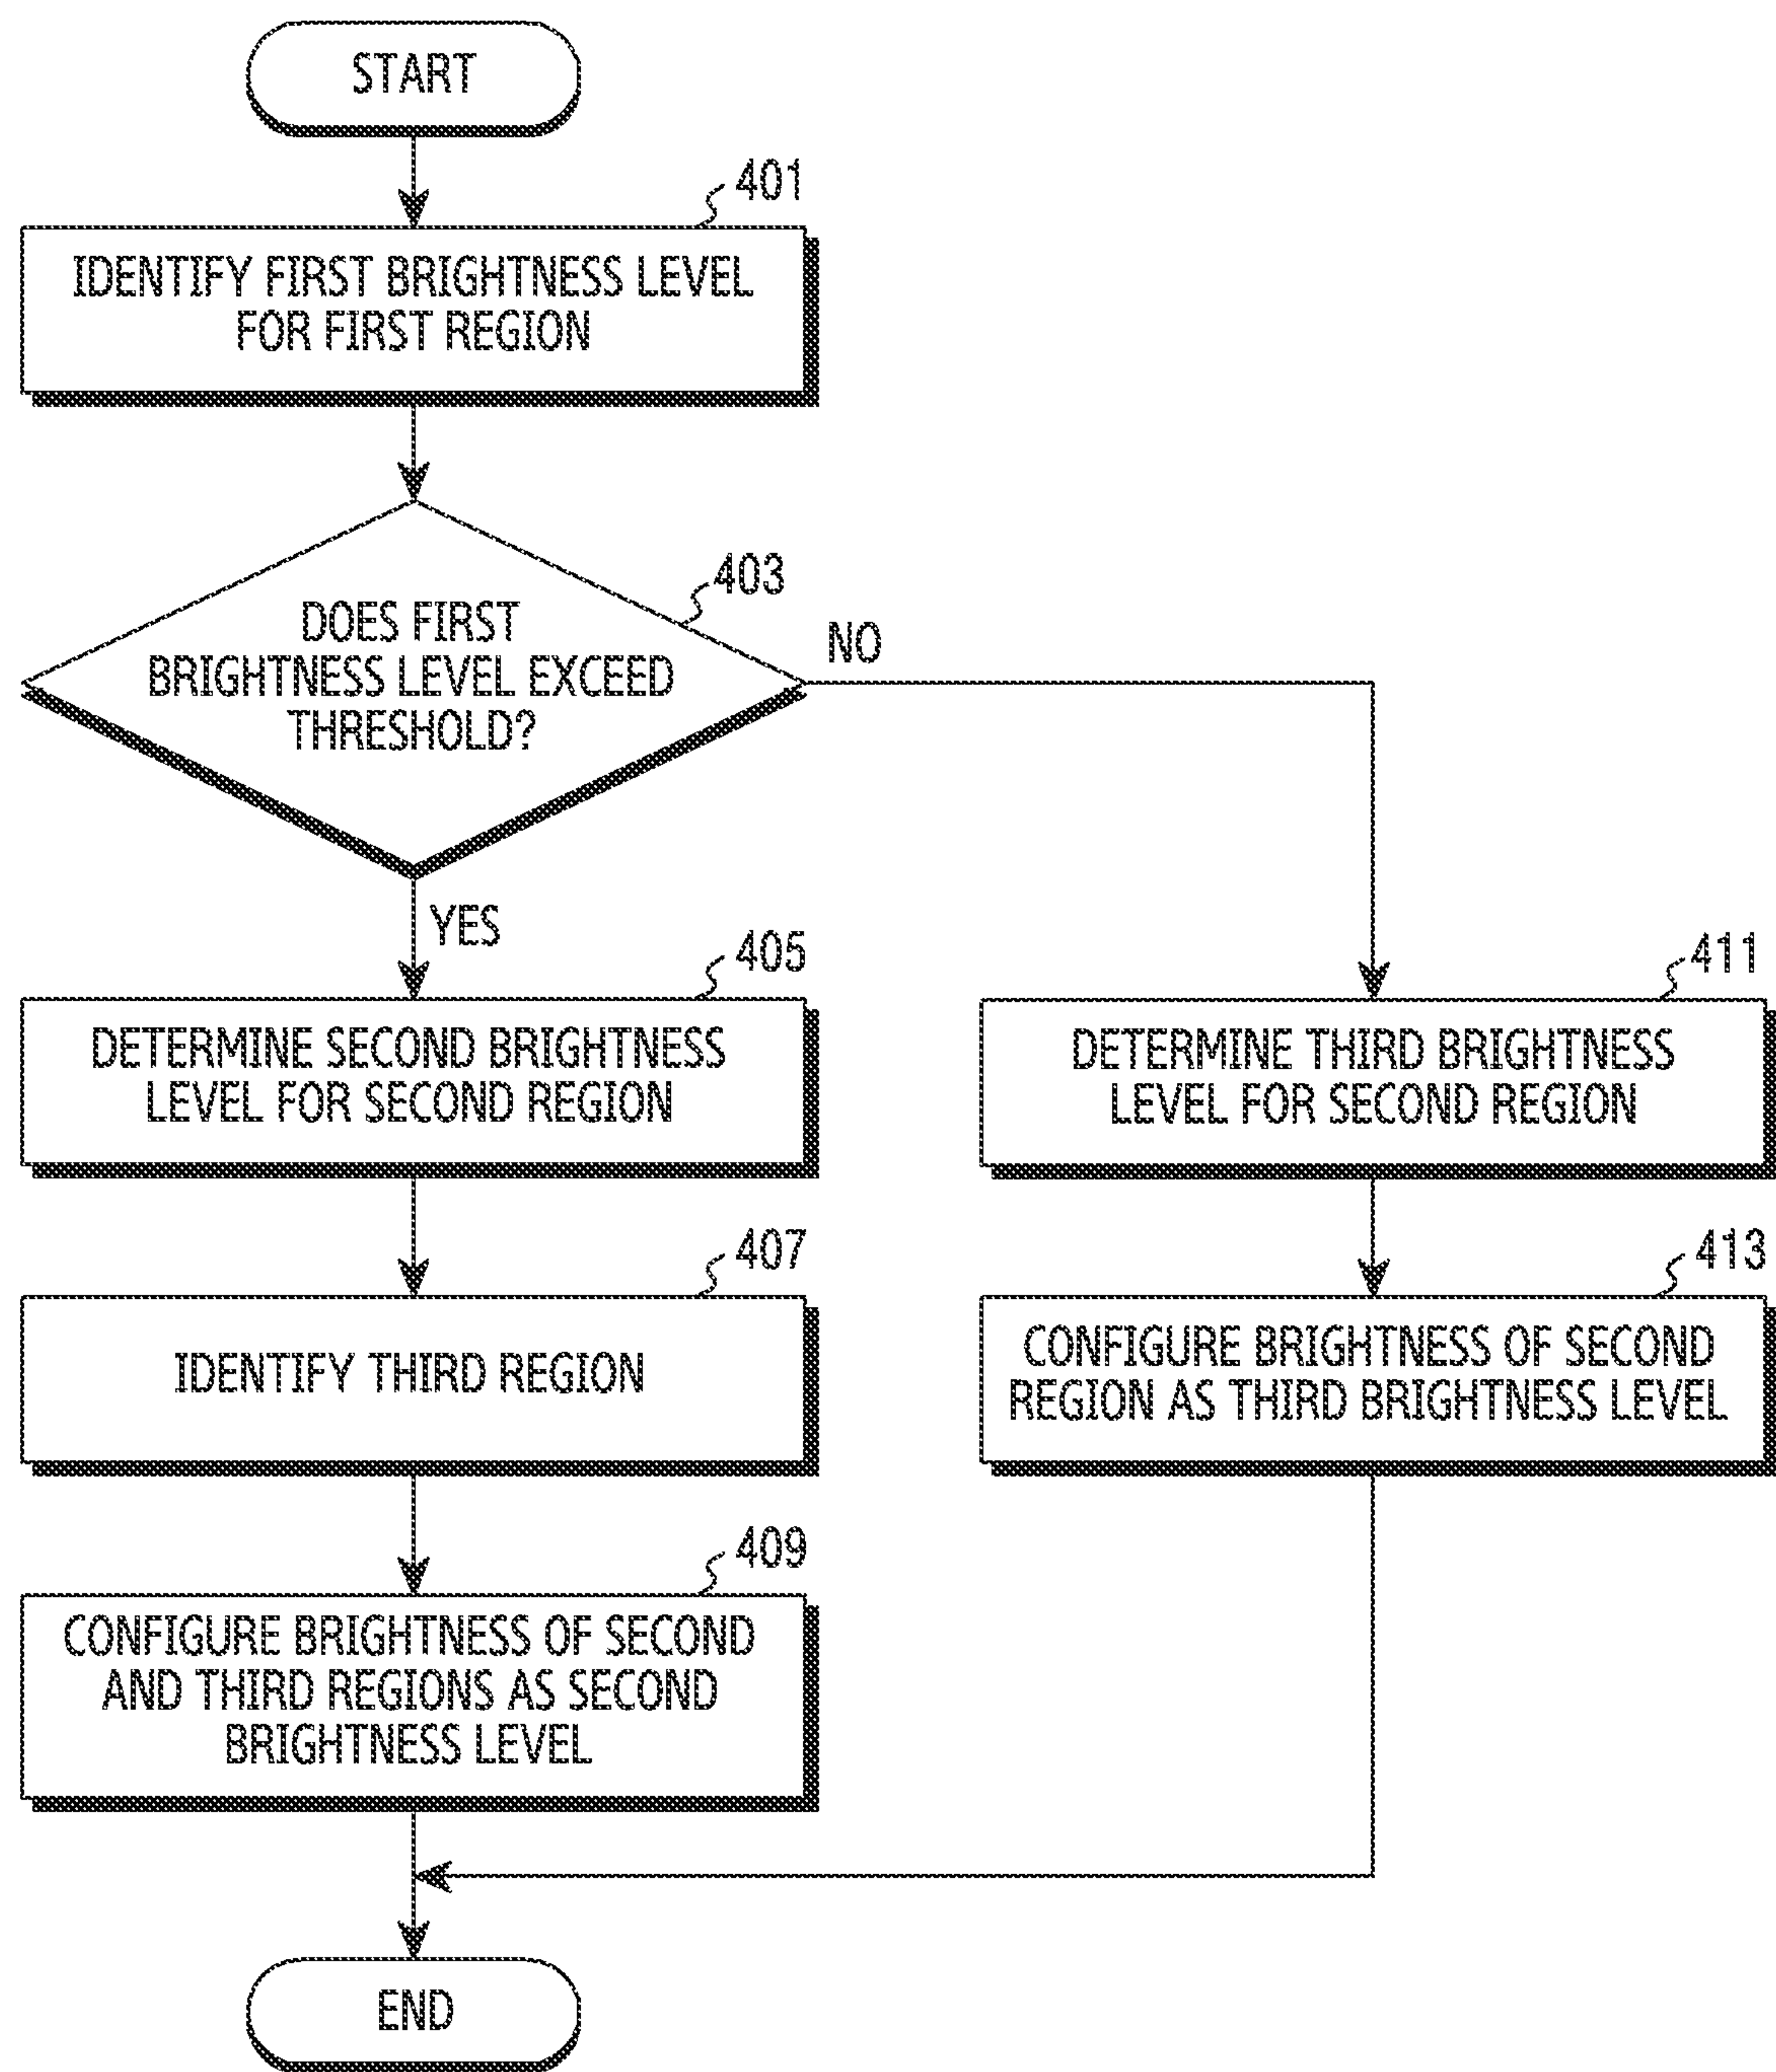 START
401
IDENTIFY FIRST BRIGHTNESS LEVEL
FOR FIRST REGION
403
DOES FIRST
BRIGHTNESS LEVEL EXCEED
THRESHOLD?
NO
YES
405
DETERMINE SECOND BRIGHTNESS
LEVEL FOR SECOND REGION
411
DETERMINE THIRD BRIGHTNESS
LEVEL FOR SECOND REGION
407
IDENTIFY THIRD REGION
413
CONFIGURE BRIGHTNESS OF SECOND
REGION AS THIRD BRIGHTNESS LEVEL
409
CONFIGURE BRIGHTNESS OF SECOND
AND THIRD REGIONS AS SECOND
BRIGHTNESS LEVEL
END